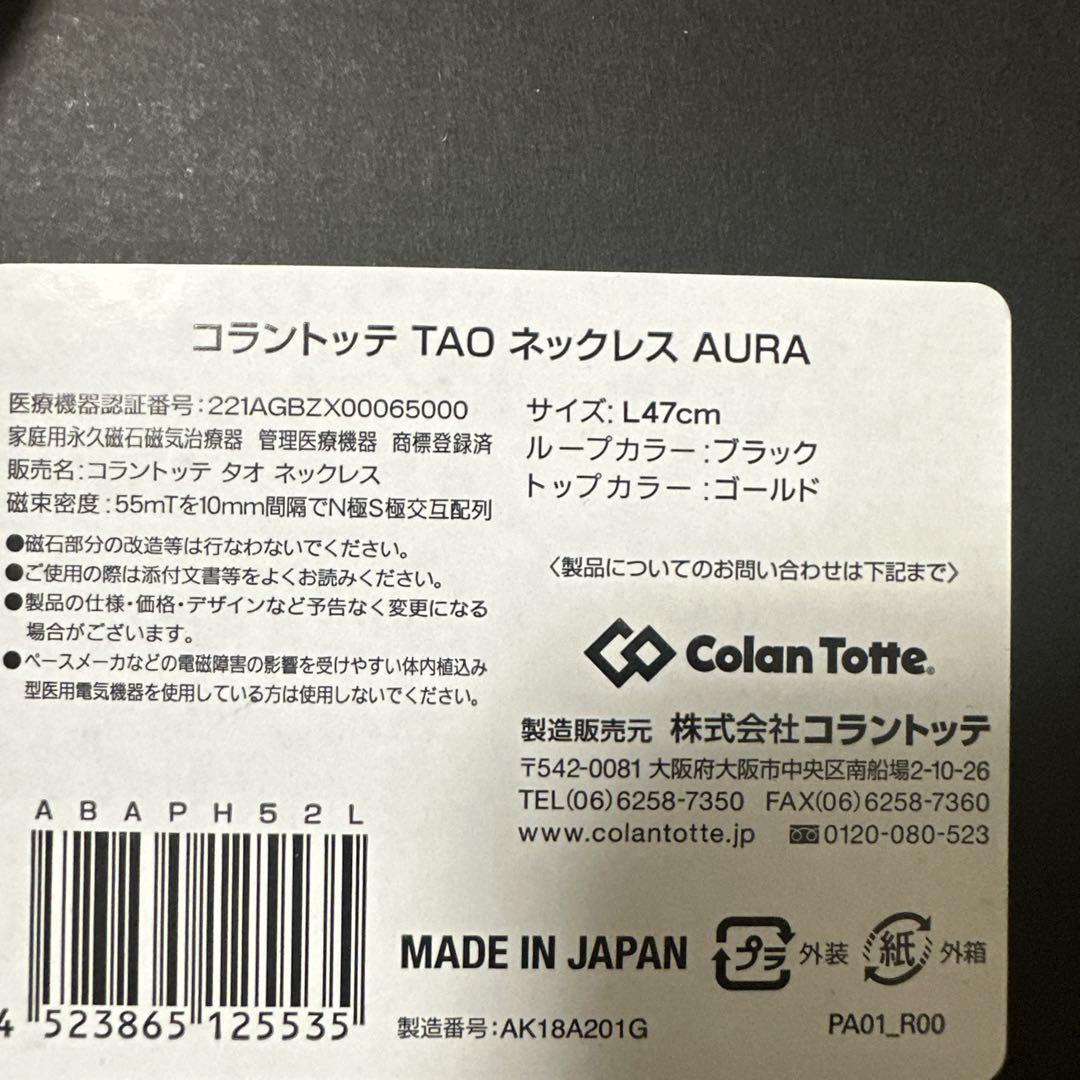 コラントッテ TAO ネックレス AURA
医療機器認証番号:221AGBZX00065000
家庭用永久磁石磁気治療器 管理医療機器 商標登録済
販売名:コラントッテ タオ ネックレス
磁束密度:55mTを10mm間隔でN極S極交互配列
●磁石部分の改造等は行なわないでください。
●ご使用の際は添付文書等をよくお読みください。
●製品の仕様・価格・デザインなど予告なく変更になる
場合がございます。
●ペースメーカなどの電磁障害の影響を受けやすい体内植込み
型医用電気機器を使用している方は使用しないでください。
サイズ:L47cm
ループカラー:ブラック
トップカラー:ゴールド
〈製品についてのお問い合わせは下記まで〉
Colan Totte®
製造販売元 株式会社コラントッテ
〒542-0081 大阪府大阪市中央区南船場2-10-26
TEL(06)6258-7350 FAX(06)6258-7360
www.colantotte.jp 0120-080-523
ABAPH52L
4 523865 125535
MADE IN JAPAN
プラ 外装 紙 外箱
製造番号:AK18A201G
PA01_R00